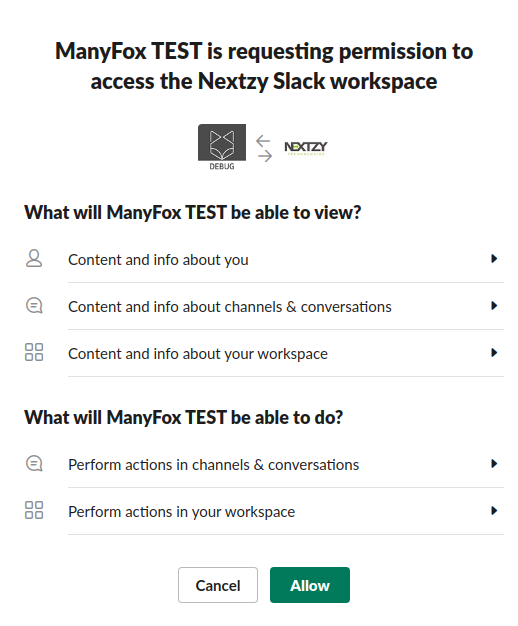 ManyFox TEST is requesting permission to
access the Nextzy Slack workspace
DEBUG
NEXTZY
What will ManyFox TEST be able to view?
Content and info about you
Content and info about channels & conversations
Content and info about your workspace
What will ManyFox TEST be able to do?
Perform actions in channels & conversations
Perform actions in your workspace
Cancel
Allow